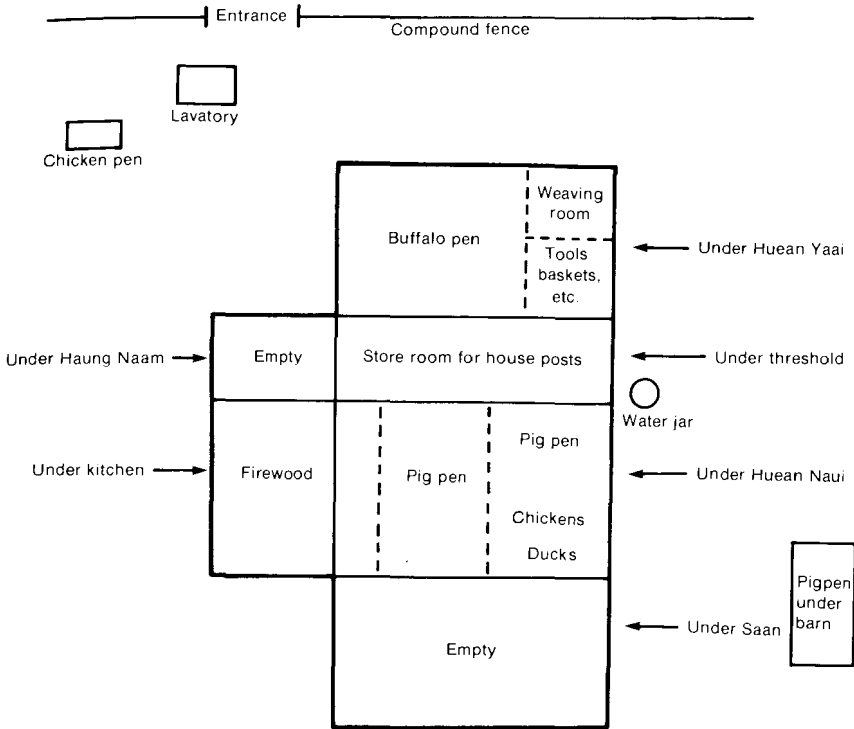 Entrance
Compound fence
Lavatory
Chicken pen
Weaving
room
Buffalo pen
Under Huean Yaai
Tools
baskets,
etc.
Under Haung Naam
Empty
Store room for house posts
Under threshold
Water jar
Pig pen
Under kitchen
Firewood
Pig pen
Under Huean Naui
Chickens
Ducks
Pigpen
under
barn
Under Saan
Empty